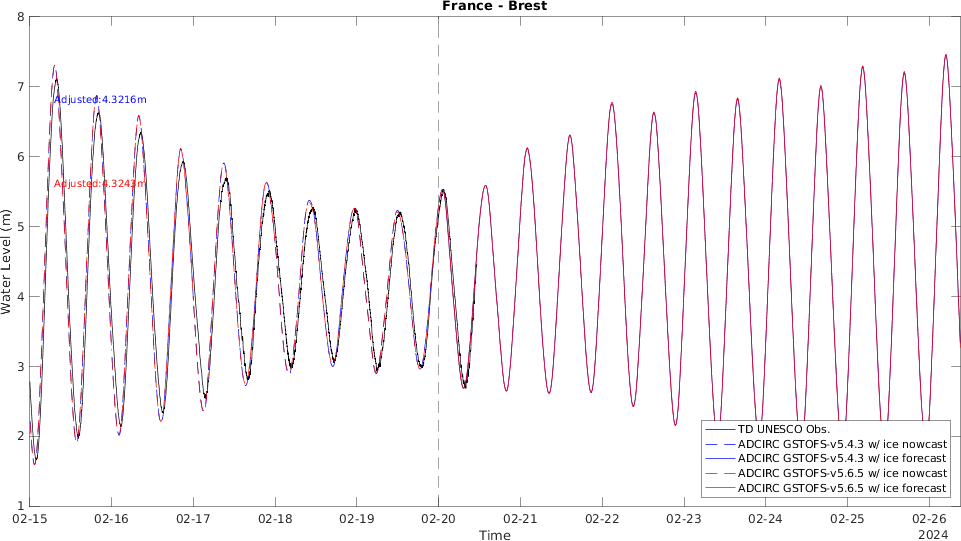 France - Brest
8
7
6
5
4
3
2
1
Water Level (m)
Adjusted:4.3216m
Adjusted:4.3243m
TD UNESCO Obs.
ADCIRC GSTOFS-v5.4.3 w/ ice nowcast
ADCIRC GSTOFS-v5.4.3 w/ ice forecast
ADCIRC GSTOFS-v5.6.5 w/ ice nowcast
ADCIRC GSTOFS-v5.6.5 w/ ice forecast
02-15 02-16 02-17 02-18 02-19 02-20 02-21 02-22 02-23 02-24 02-25 02-26
2024
Time